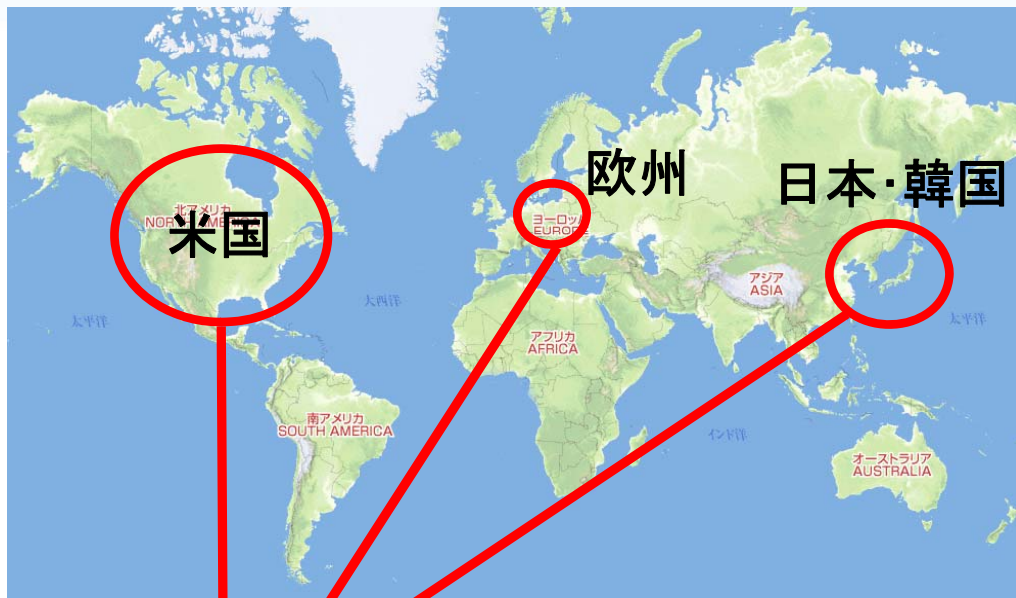 欧州
日本・韓国
米国
北アメリカ
NORTH AMERICA
ヨーロッパ
EUROPE
アジア
ASIA
大西洋
太平洋
太平洋
アフリカ
AFRICA
南アメリカ
SOUTH AMERICA
インド洋
オーストラリア
AUSTRALIA